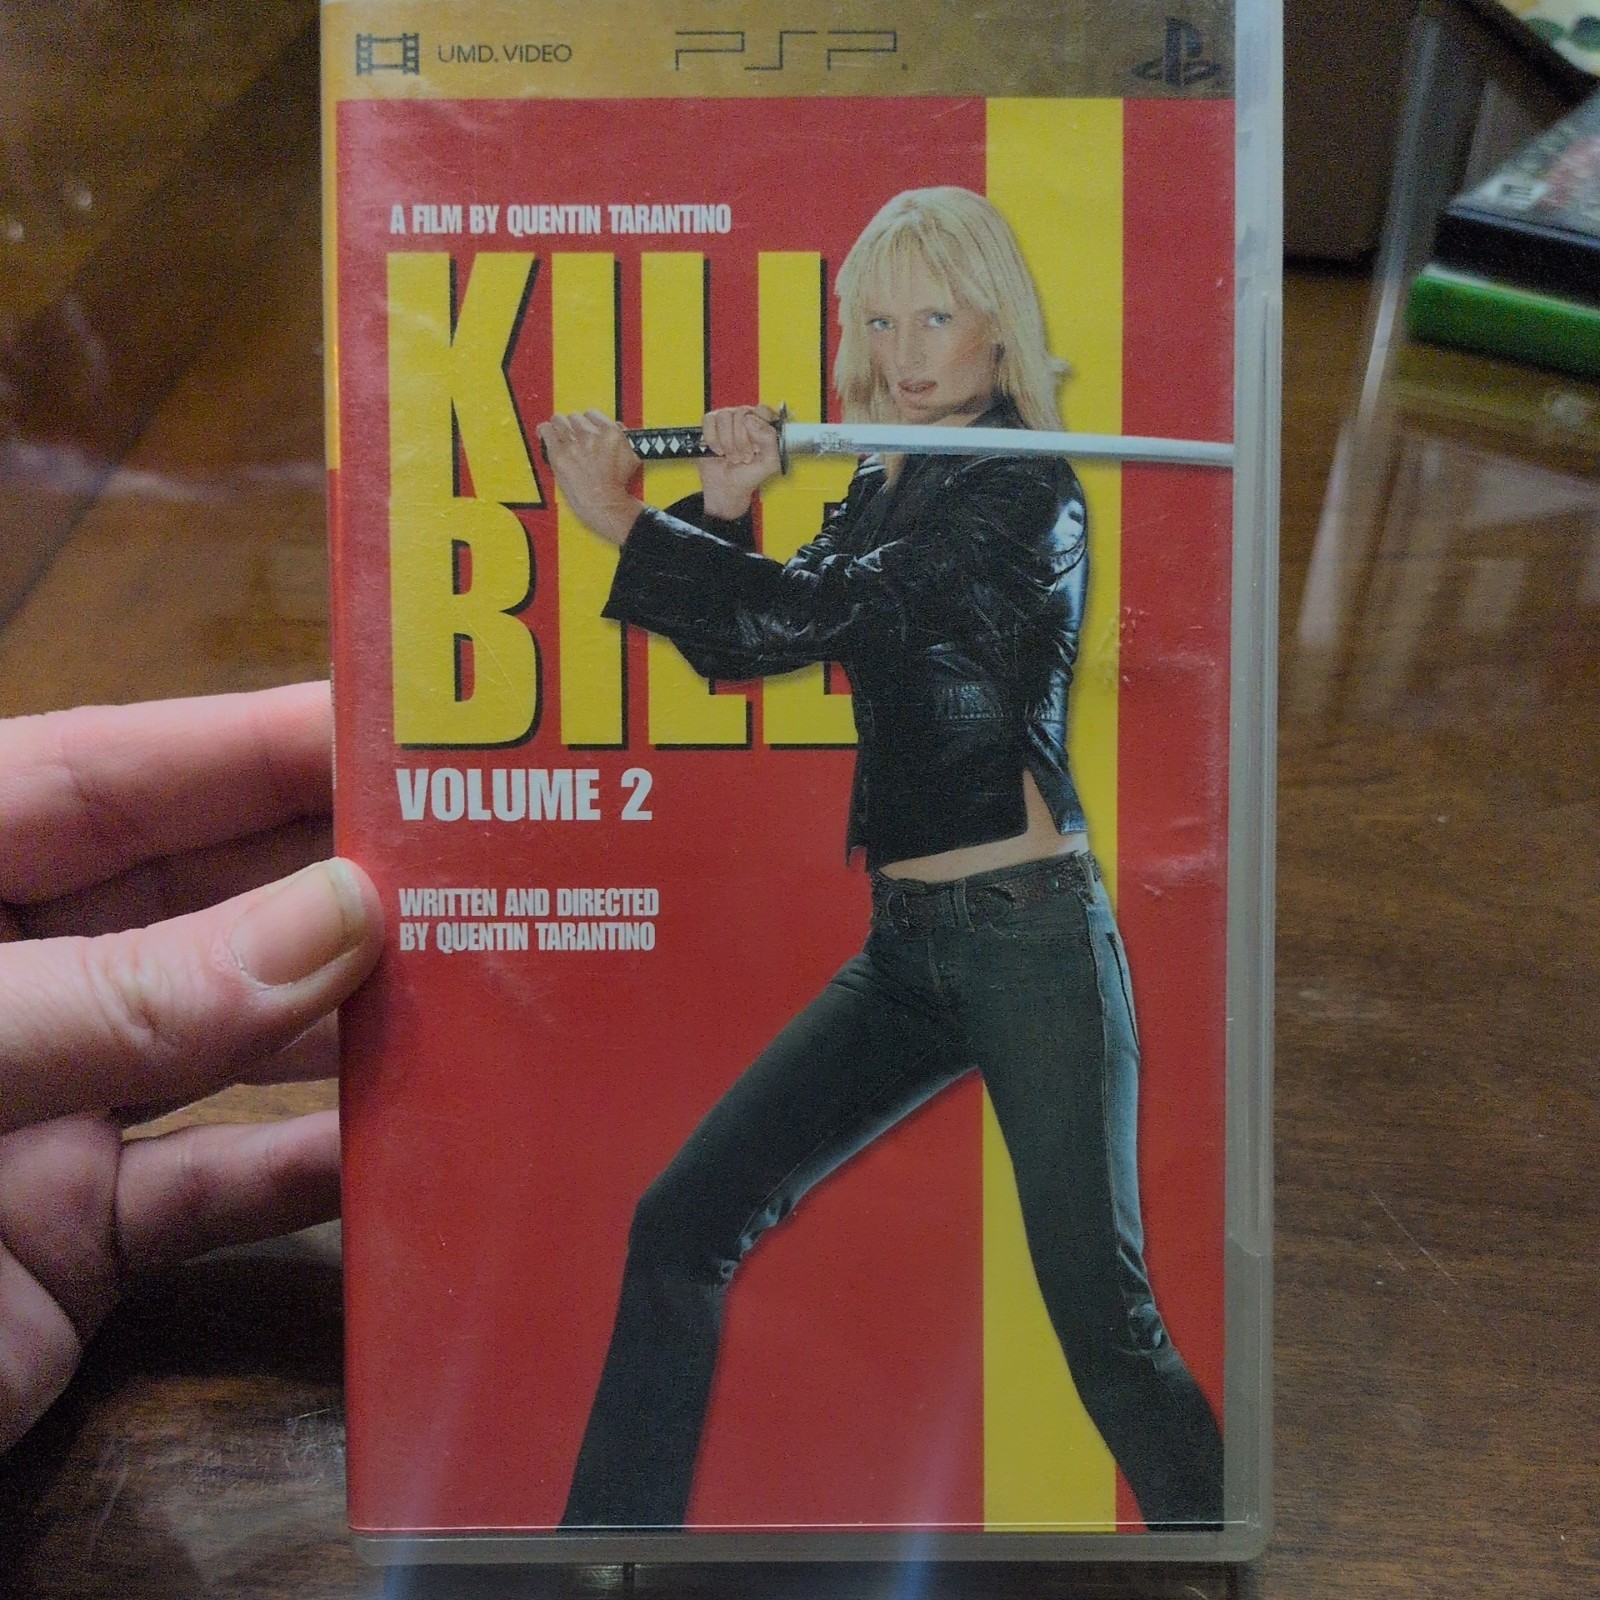 UMD. VIDEO PSP.
A FILM BY QUENTIN TARANTINO
KILL
BILL
VOLUME 2
WRITTEN AND DIRECTED
BY QUENTIN TARANTINO